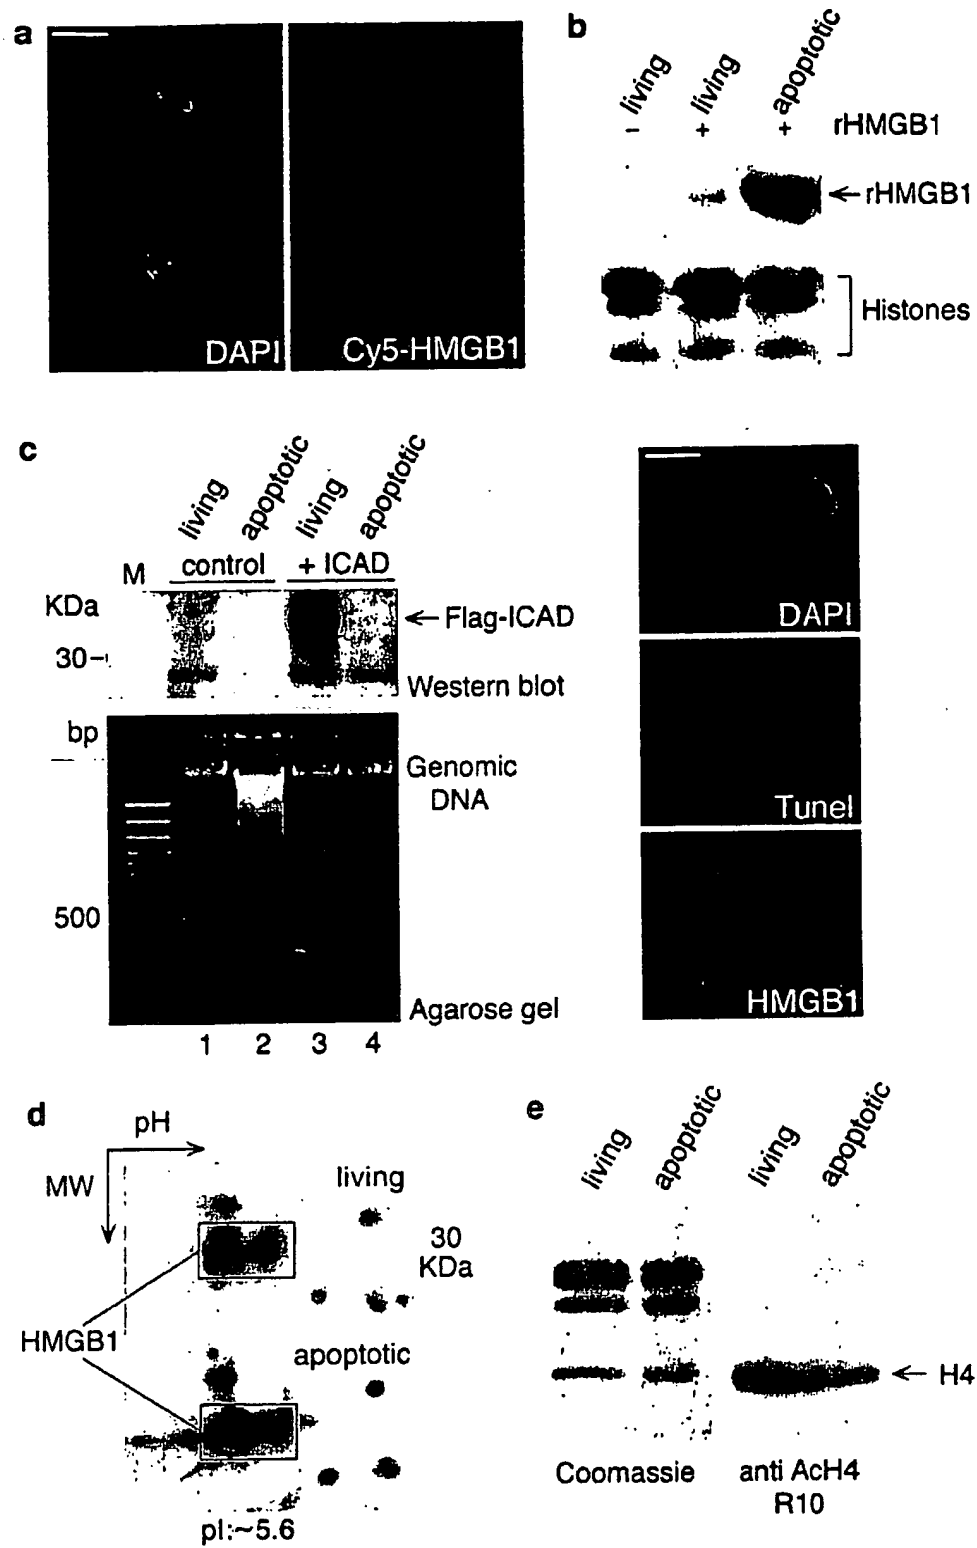 a
DAPI
Cy5-HMGB1
b
living
living
apoptotic
- + + rHMGB1
rHMGB1
Histones
c
living
apoptotic
living
apoptotic
M
control
+ ICAD
KDa
30
Flag-ICAD
Western blot
bp
Genomic
DNA
500
Agarose gel
1 2 3 4
DAPI
Tunel
HMGB1
d
pH
MW
living
30
KDa
HMGB1
apoptotic
pI:~5.6
e
living
apoptotic
living
apoptotic
H4
Coomassie
anti AcH4
R10